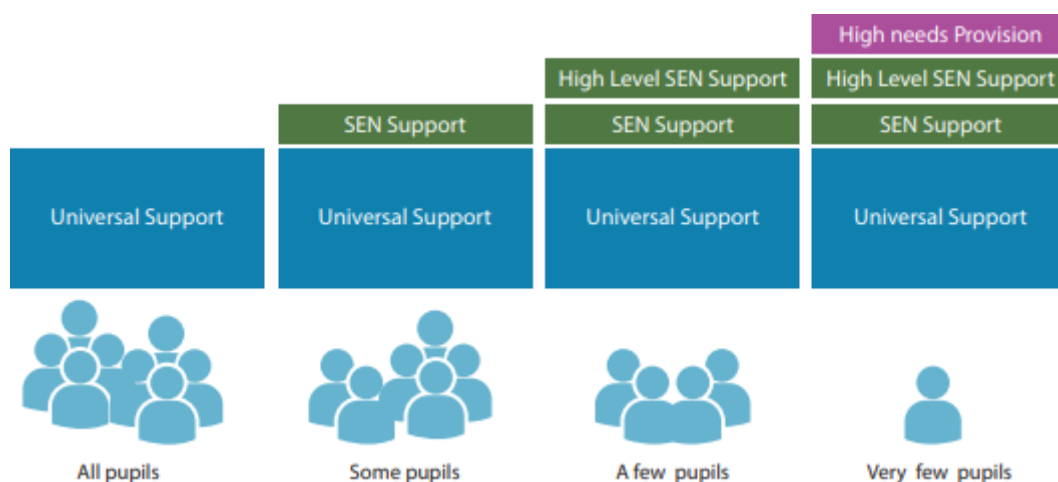 High needs Provision
High Level SEN Support
High Level SEN Support
SEN Support
SEN Support
SEN Support
Universal Support
Universal Support
Universal Support
Universal Support
All pupils
Some pupils
A few pupils
Very few pupils